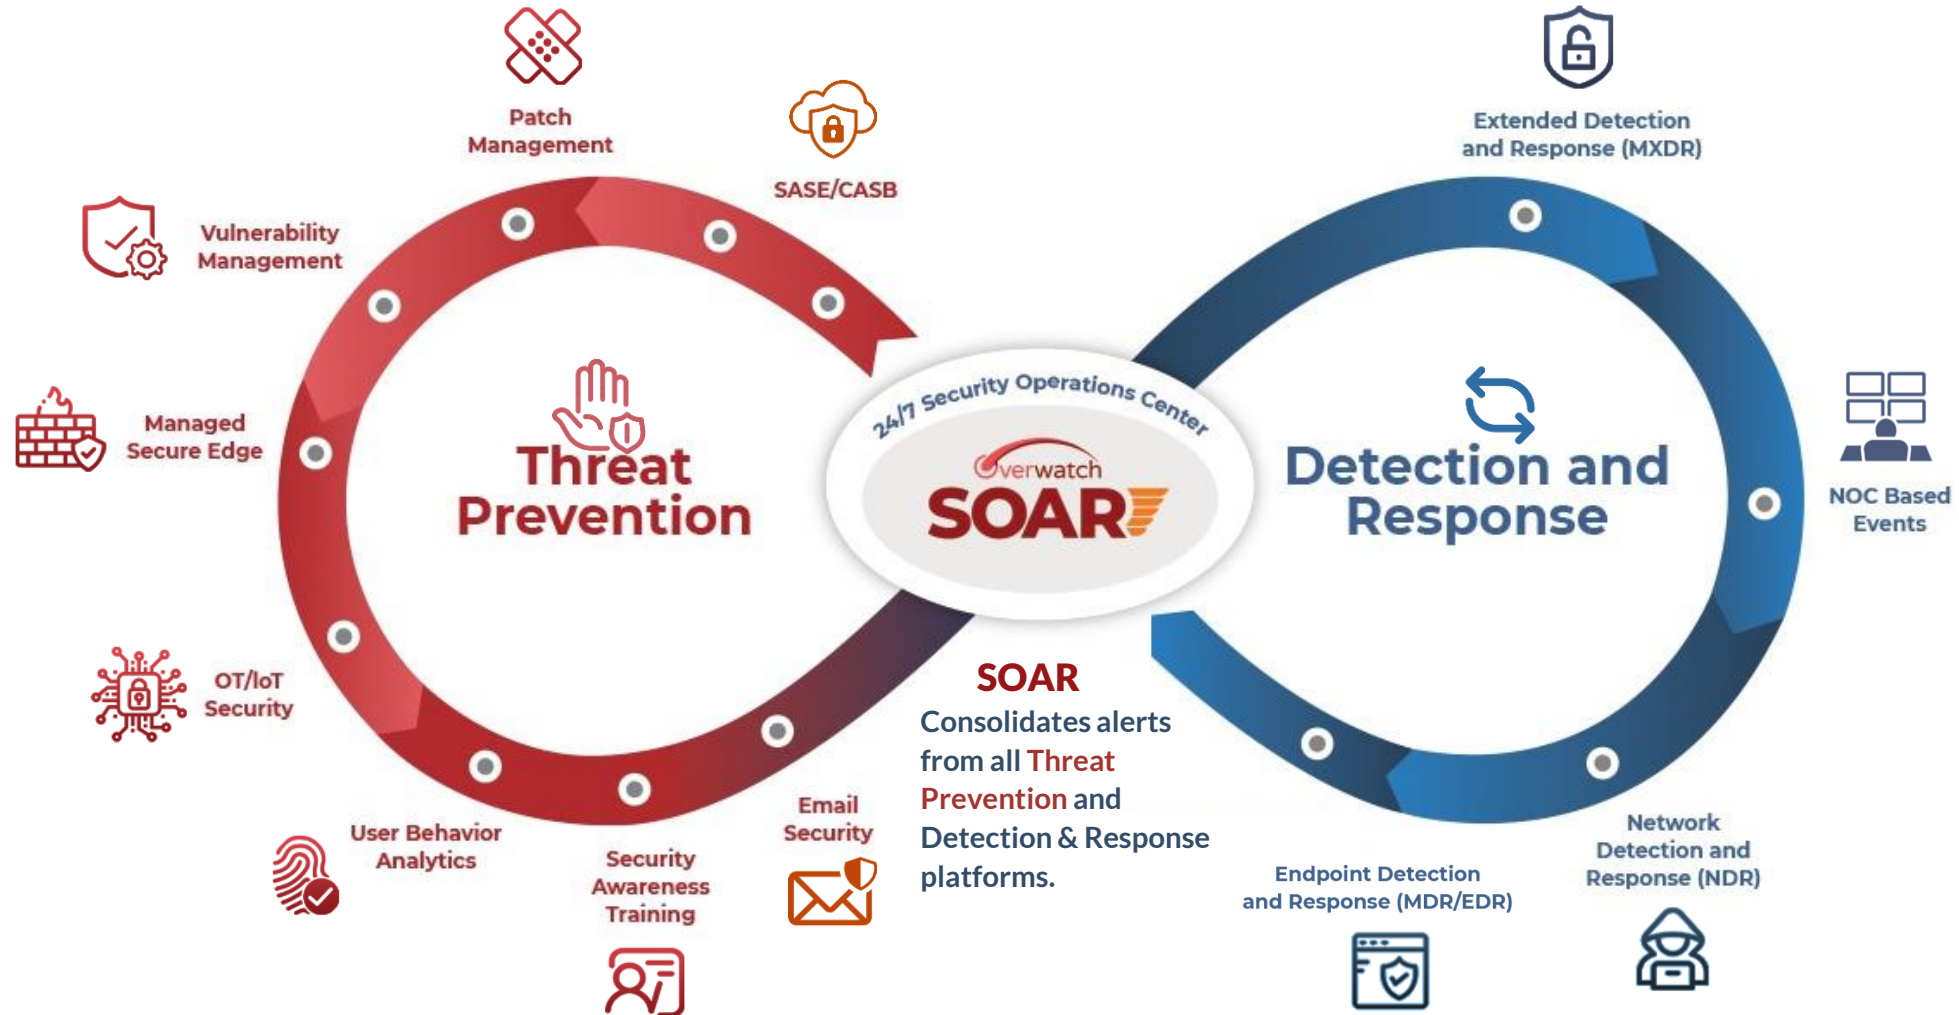 Patch
Management
SASE/CASB
Extended Detection
and Response (MXDR)
Vulnerability
Management
Managed
Secure Edge
Threat
Prevention
24/7 Security Operations Center
Overwatch
SOAR
Detection and
Response
NOC Based
Events
OT/IoT
Security
User Behavior
Analytics
Security
Awareness
Training
Email
Security
SOAR
Consolidates alerts
from all Threat
Prevention and
Detection & Response
platforms.
Endpoint Detection
and Response (MDR/EDR)
Network
Detection and
Response (NDR)